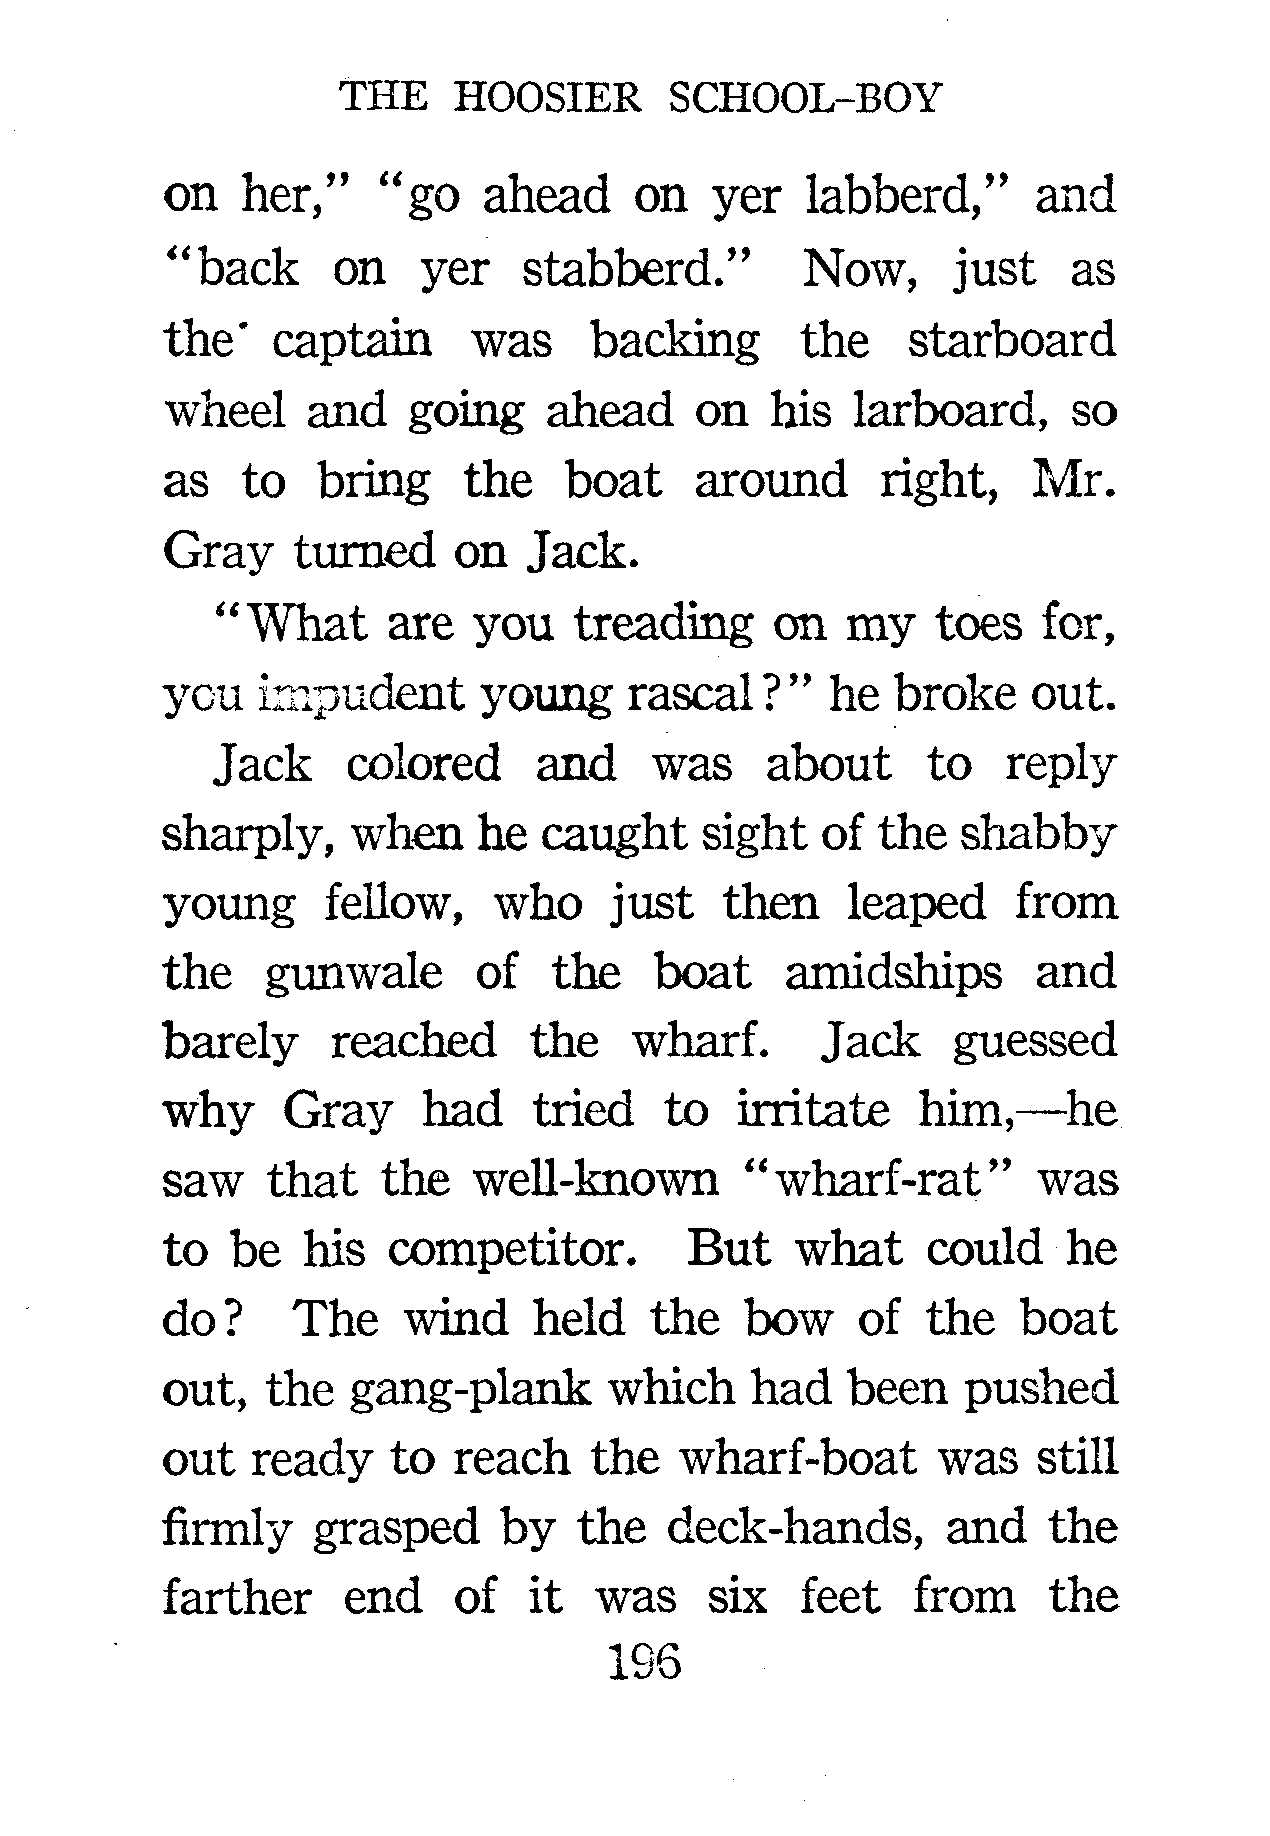 THE HOOSIER SCHOOL-BOY
on her,” “go ahead on yer labberd,” and
“back on yer stabberd.” Now, just as
the captain was backing the starboard
wheel and going ahead on his larboard, so
as to bring the boat around right, Mr.
Gray turned on Jack.
“What are you treading on my toes for,
you impudent young rascal?” he broke out.
Jack colored and was about to reply
sharply, when he caught sight of the shabby
young fellow, who just then leaped from
the gunwale of the boat amidships and
barely reached the wharf. Jack guessed
why Gray had tried to irritate him,—he
saw that the well-known “wharf-rat” was
to be his competitor. But what could he
do? The wind held the bow of the boat
out, the gang-plank which had been pushed
out ready to reach the wharf-boat was still
firmly grasped by the deck-hands, and the
farther end of it was six feet from the
196